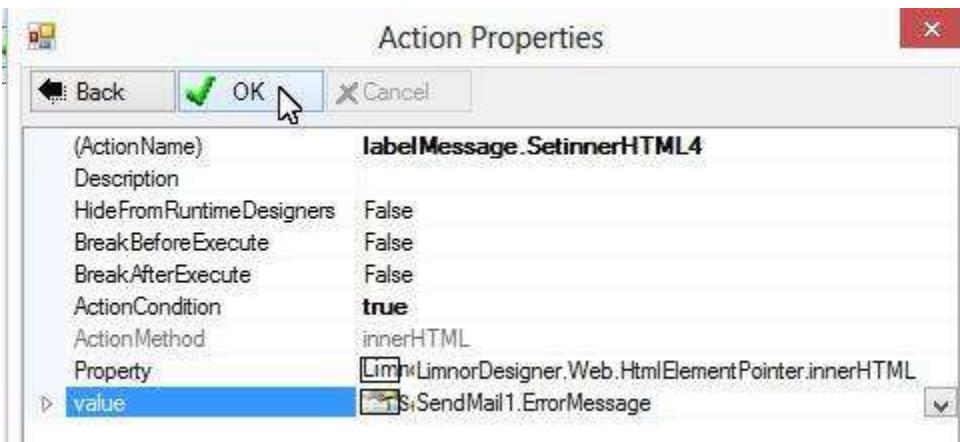 Action Properties
Back OK Cancel
(ActionName) labelMessage.SetinnerHTML4
Description
HideFromRuntimeDesigners False
BreakBeforeExecute False
BreakAfterExecute False
ActionCondition true
ActionMethod innerHTML
Property LimnorDesigner.Web.HtmlElementPointer.innerHTML
value SendMail1.ErrorMessage